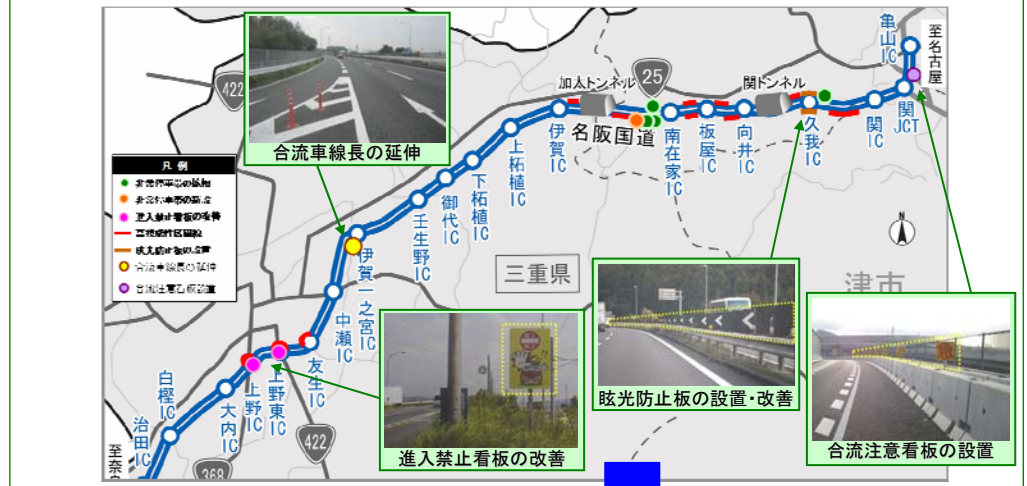 合流車線長の延伸
422
加太トンネル
25
関トンネル
亀山IC
至名古屋
名阪国道
伊賀IC
南在家IC
板屋IC
向井IC
久我IC
関IC
関JCT
上柘植IC
下柘植IC
御代IC
壬生野IC
伊賀一之宮IC
中瀬IC
友生IC
上野東IC
上野IC
大内IC
白樫IC
治田IC
凡例
進入禁止看板の改善
合流車線長の延伸
三重県
津市
N
眩光防止板の設置・改善
合流注意看板の設置
進入禁止看板の改善
422
368